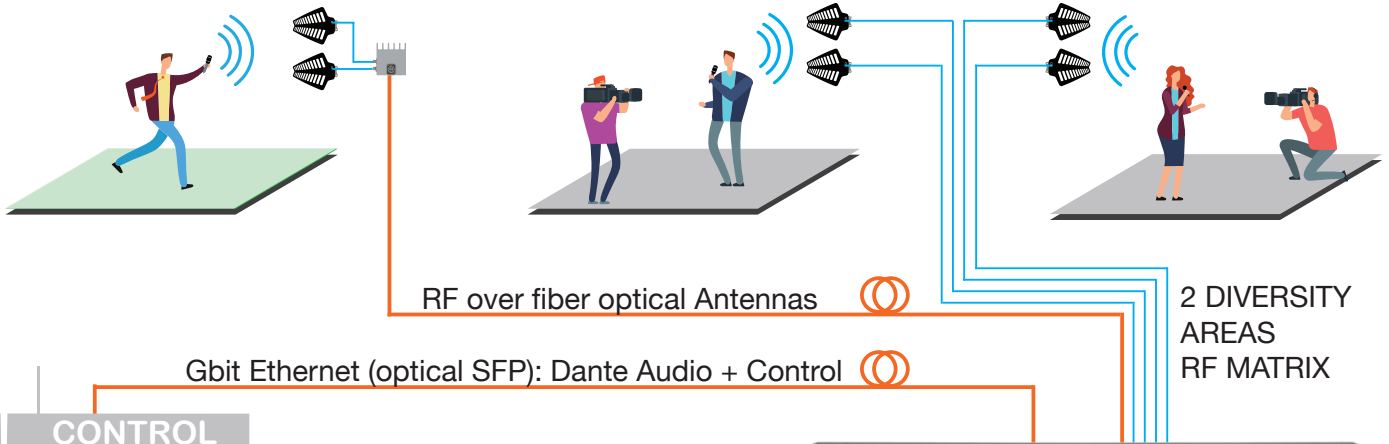 RF over fiber optical Antennas
2 DIVERSITY
AREAS
RF MATRIX
Gbit Ethernet (optical SFP): Dante Audio + Control
CONTROL